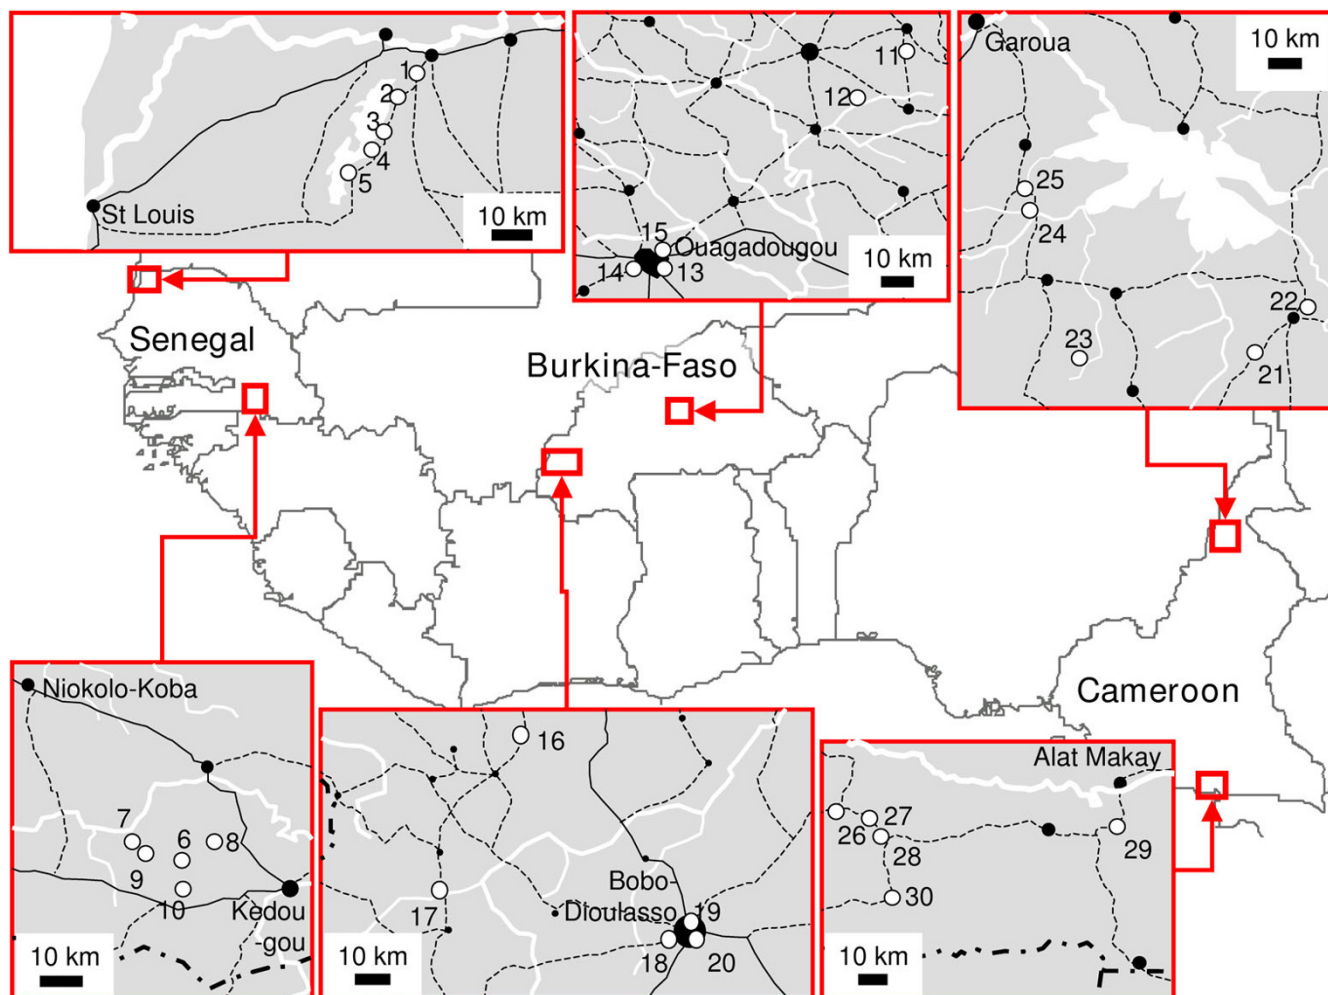 1
2
3
4
5
St Louis
10 km
11
12
15
Ouagadougou
14
13
10 km
Garoua
10 km
25
24
22
23
21
Senegal
Burkina-Faso
Cameroon
Niokolo-Koba
7
6
8
9
10
Kedou
-gou
10 km
16
17
Bobo-
Dioulasso
19
18
20
10 km
Alat Makay
27
26
28
29
30
10 km